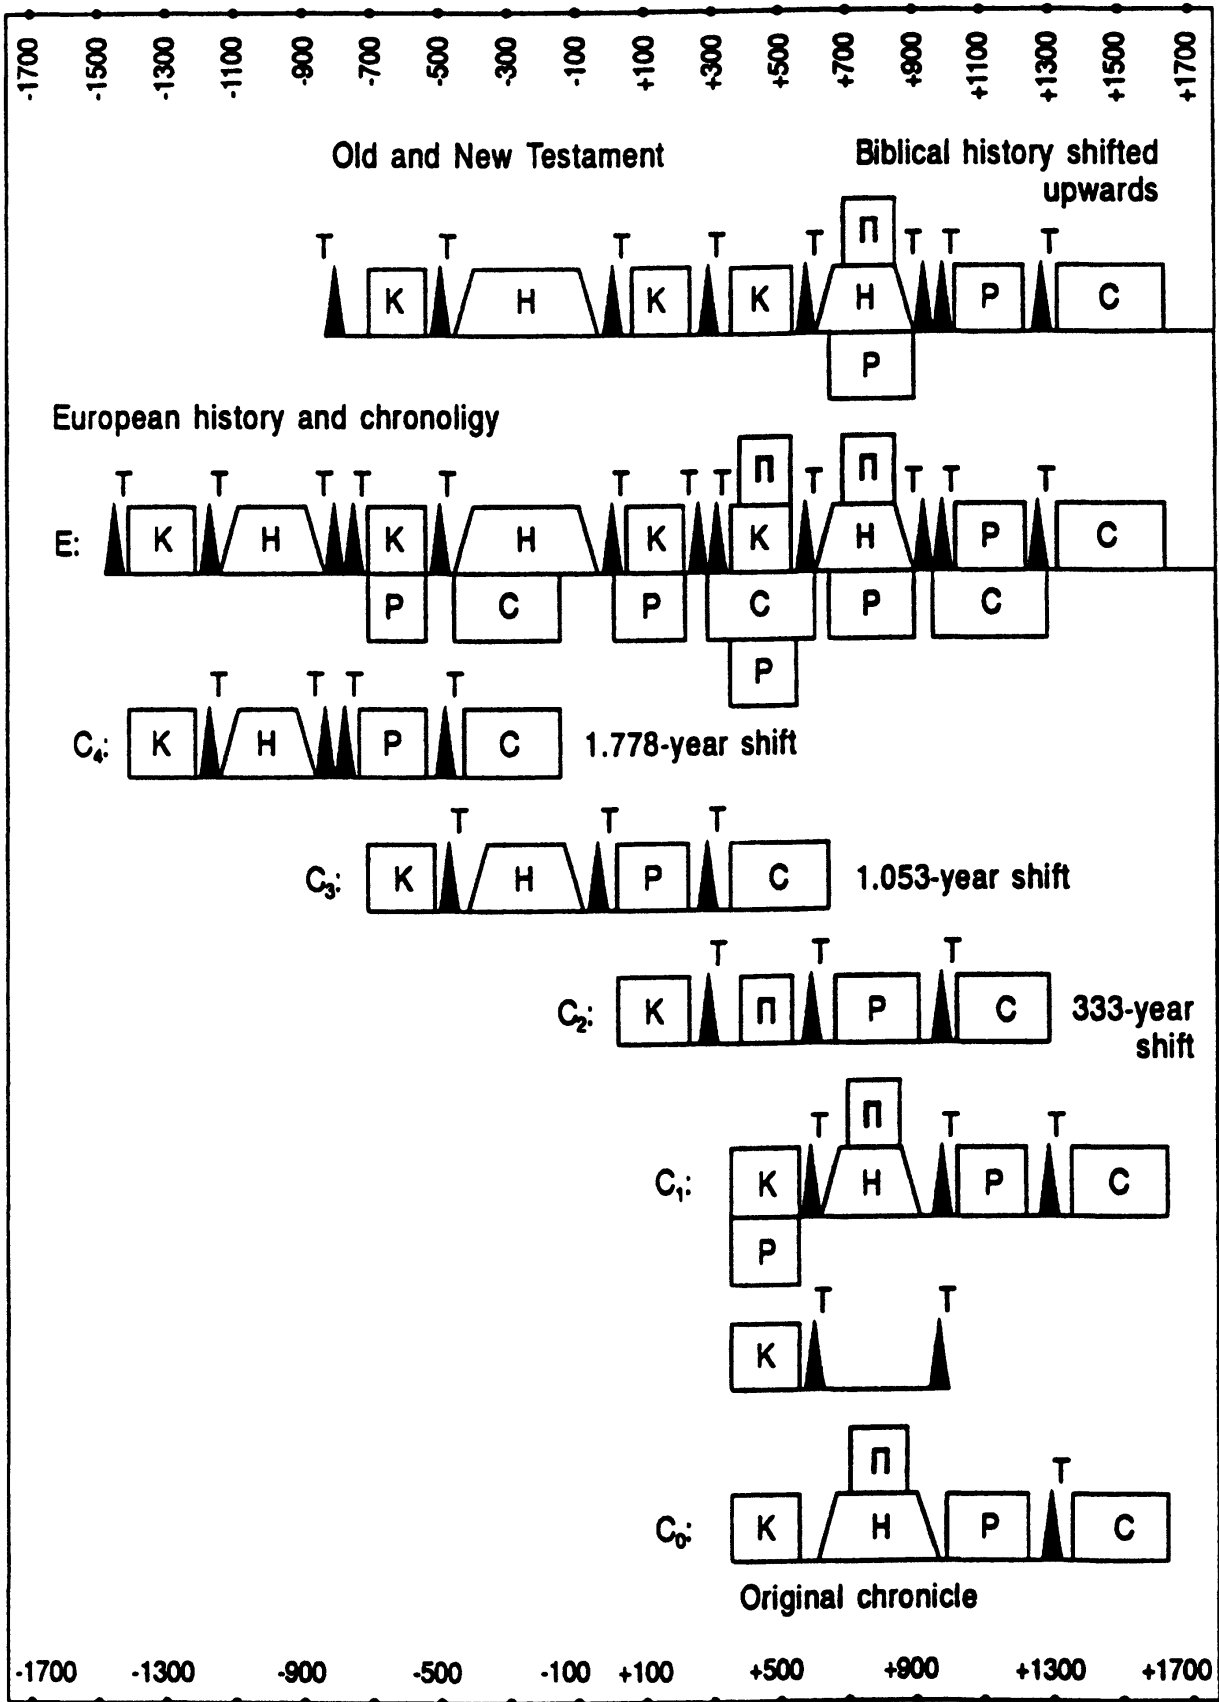 -1700 -1500 -1300 -1100 -900 -700 -500 -300 -100 +100 +300 +500 +700 +800 +1100 +1300 +1500 +1700
Old and New Testament
Biblical history shifted
upwards
П
T T T T T T T T
К Н К К Н Р С
Р
European history and chronoligy
П П
T T T T T T T T T T T T
E: К Н К Н К К Н Р С
Р С Р С Р С
Р
T T T T
C₄: К Н Р С 1.778-year shift
T T T
C₃: К Н Р С 1.053-year shift
T T T
C₂: К П Р С 333-year
shift
П
T T T
C₁: К Н Р С
Р
T T
К
П
T
C₀: К Н Р С
Original chronicle
-1700 -1300 -900 -500 -100 +100 +500 +900 +1300 +1700